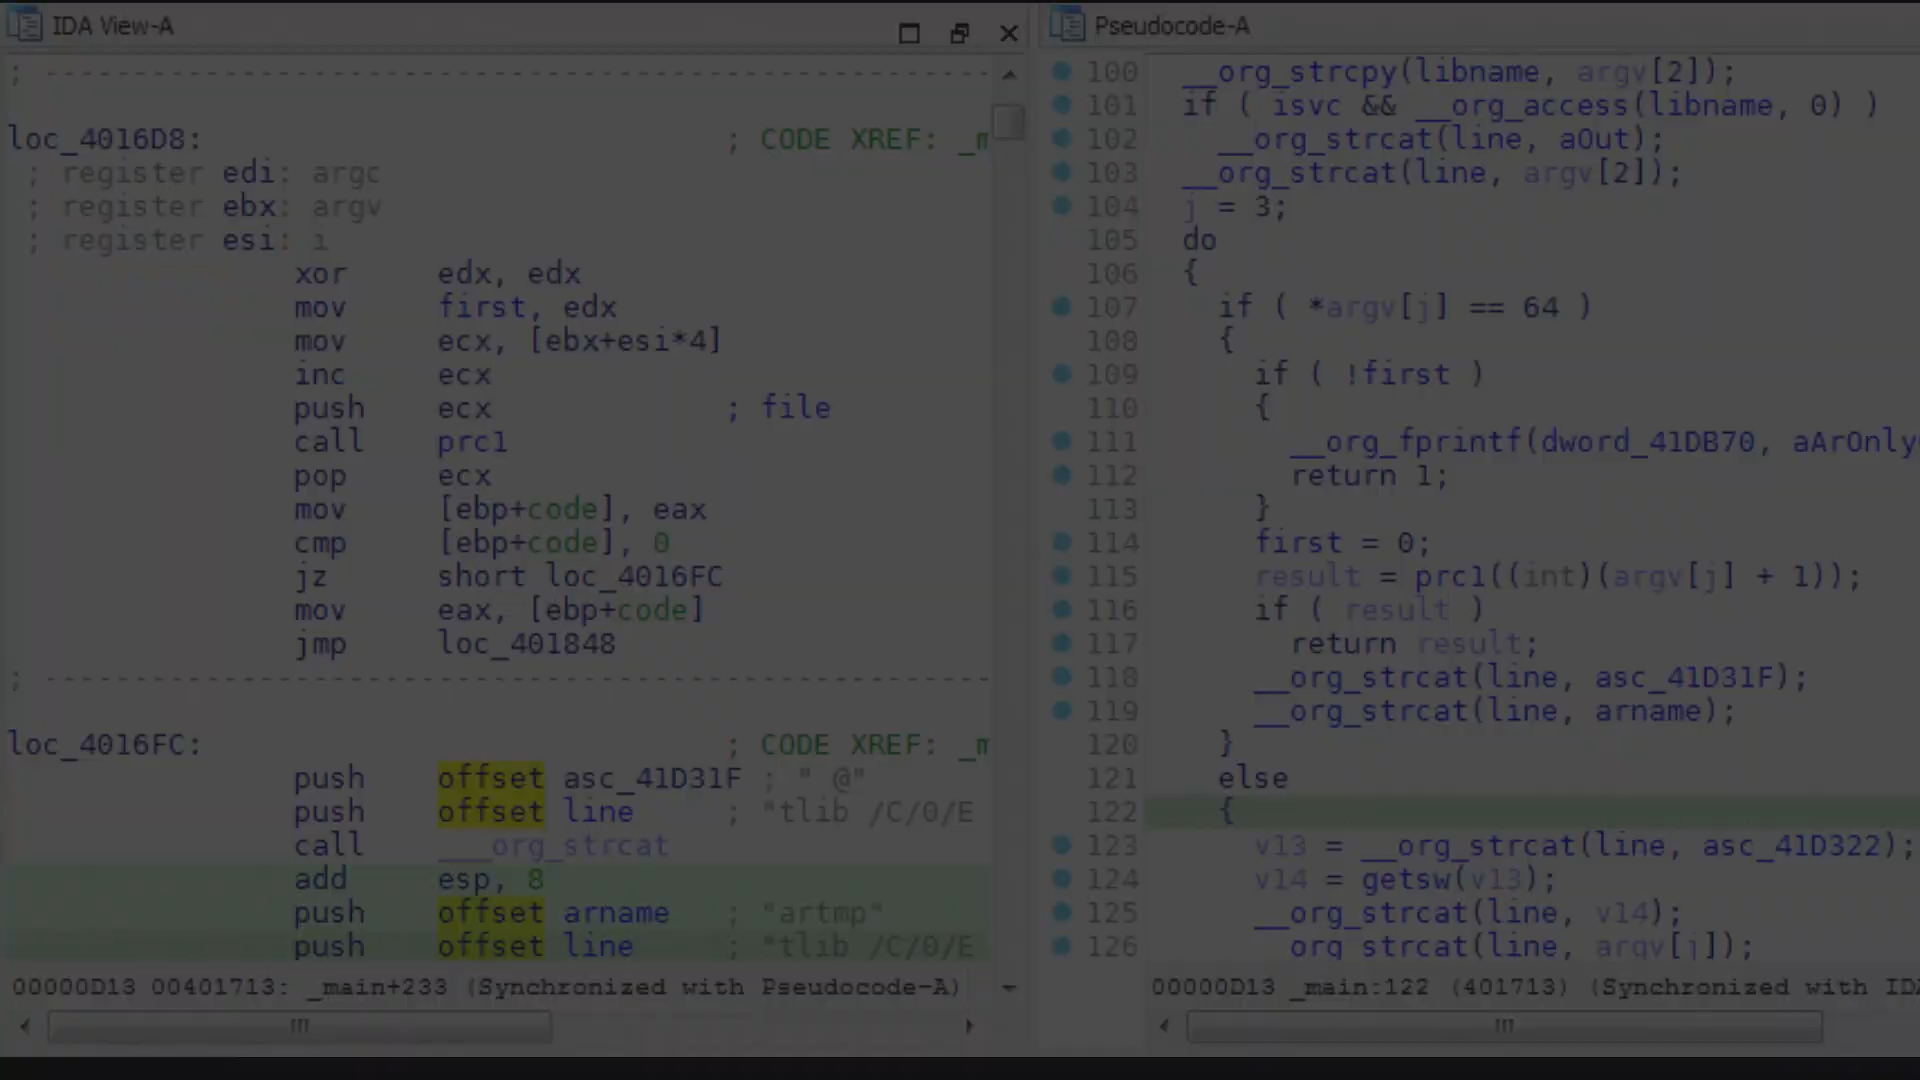 IDA View-A
; ------------------------------------------------------
loc_4016D8: ; CODE XREF: _m
; register edi: argc
; register ebx: argv
; register esi: i
xor edx, edx
mov first, edx
mov ecx, [ebx+esi*4]
inc ecx
push ecx ; file
call prc1
pop ecx
mov [ebp+code], eax
cmp [ebp+code], 0
jz short loc_4016FC
mov eax, [ebp+code]
jmp loc_401848
; ------------------------------------------------------
loc_4016FC: ; CODE XREF: _m
push offset asc_41D31F ; " @"
push offset line ; "tlib /C/0/E
call ___org_strcat
add esp, 8
push offset arname ; "artmp"
push offset line ; "tlib /C/0/E
00000D13 00401713: _main+233 (Synchronized with Pseudocode-A)
Pseudocode-A
100 __org_strcpy(libname, argv[2]);
101 if ( isvc && __org_access(libname, 0) )
102 __org_strcat(line, aOut);
103 __org_strcat(line, argv[2]);
104 j = 3;
105 do
106 {
107 if ( *argv[j] == 64 )
108 {
109 if ( !first )
110 {
111 __org_fprintf(dword_41DB70, aArOnly
112 return 1;
113 }
114 first = 0;
115 result = prc1((int)(argv[j] + 1));
116 if ( result )
117 return result;
118 __org_strcat(line, asc_41D31F);
119 __org_strcat(line, arname);
120 }
121 else
122 {
123 v13 = __org_strcat(line, asc_41D322);
124 v14 = getsw(v13);
125 __org_strcat(line, v14);
126 org strcat(line, argv[j]);
00000D13 _main:122 (401713) (Synchronized with IDA